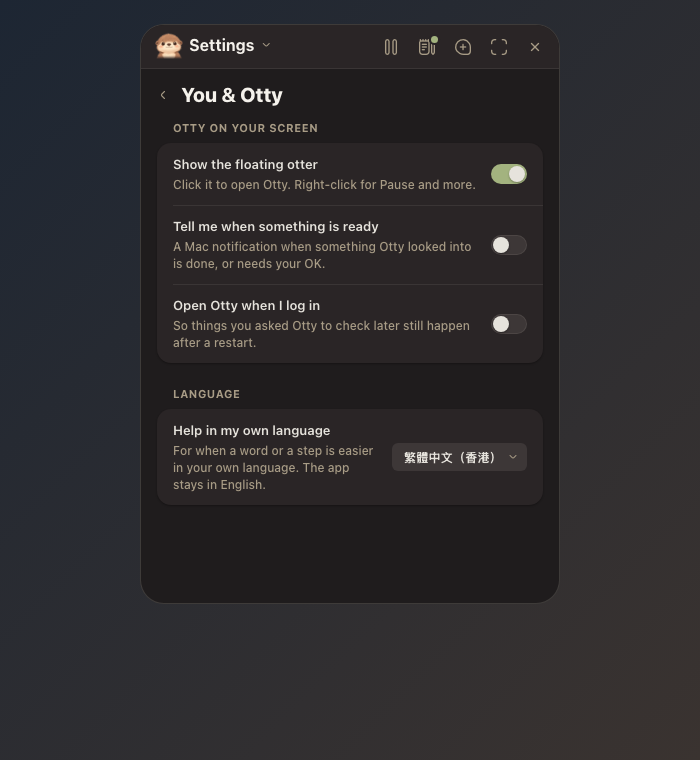 Settings
You & Otty
OTTY ON YOUR SCREEN
Show the floating otter
Click it to open Otty. Right-click for Pause and more.
Tell me when something is ready
A Mac notification when something Otty looked into
is done, or needs your OK.
Open Otty when I log in
So things you asked Otty to check later still happen
after a restart.
LANGUAGE
Help in my own language
For when a word or a step is easier
in your own language. The app
stays in English.
繁體中文（香港）